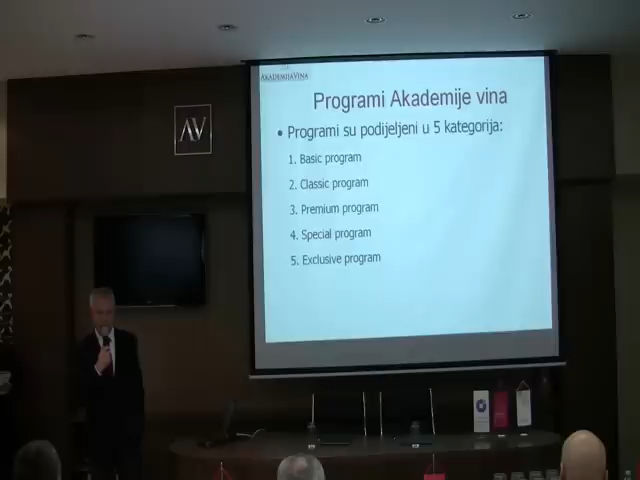 AKADEMIJAVINA
Programi Akademije vina
• Programi su podijeljeni u 5 kategorija:
1. Basic program
2. Classic program
3. Premium program
4. Special program
5. Exclusive program
AV